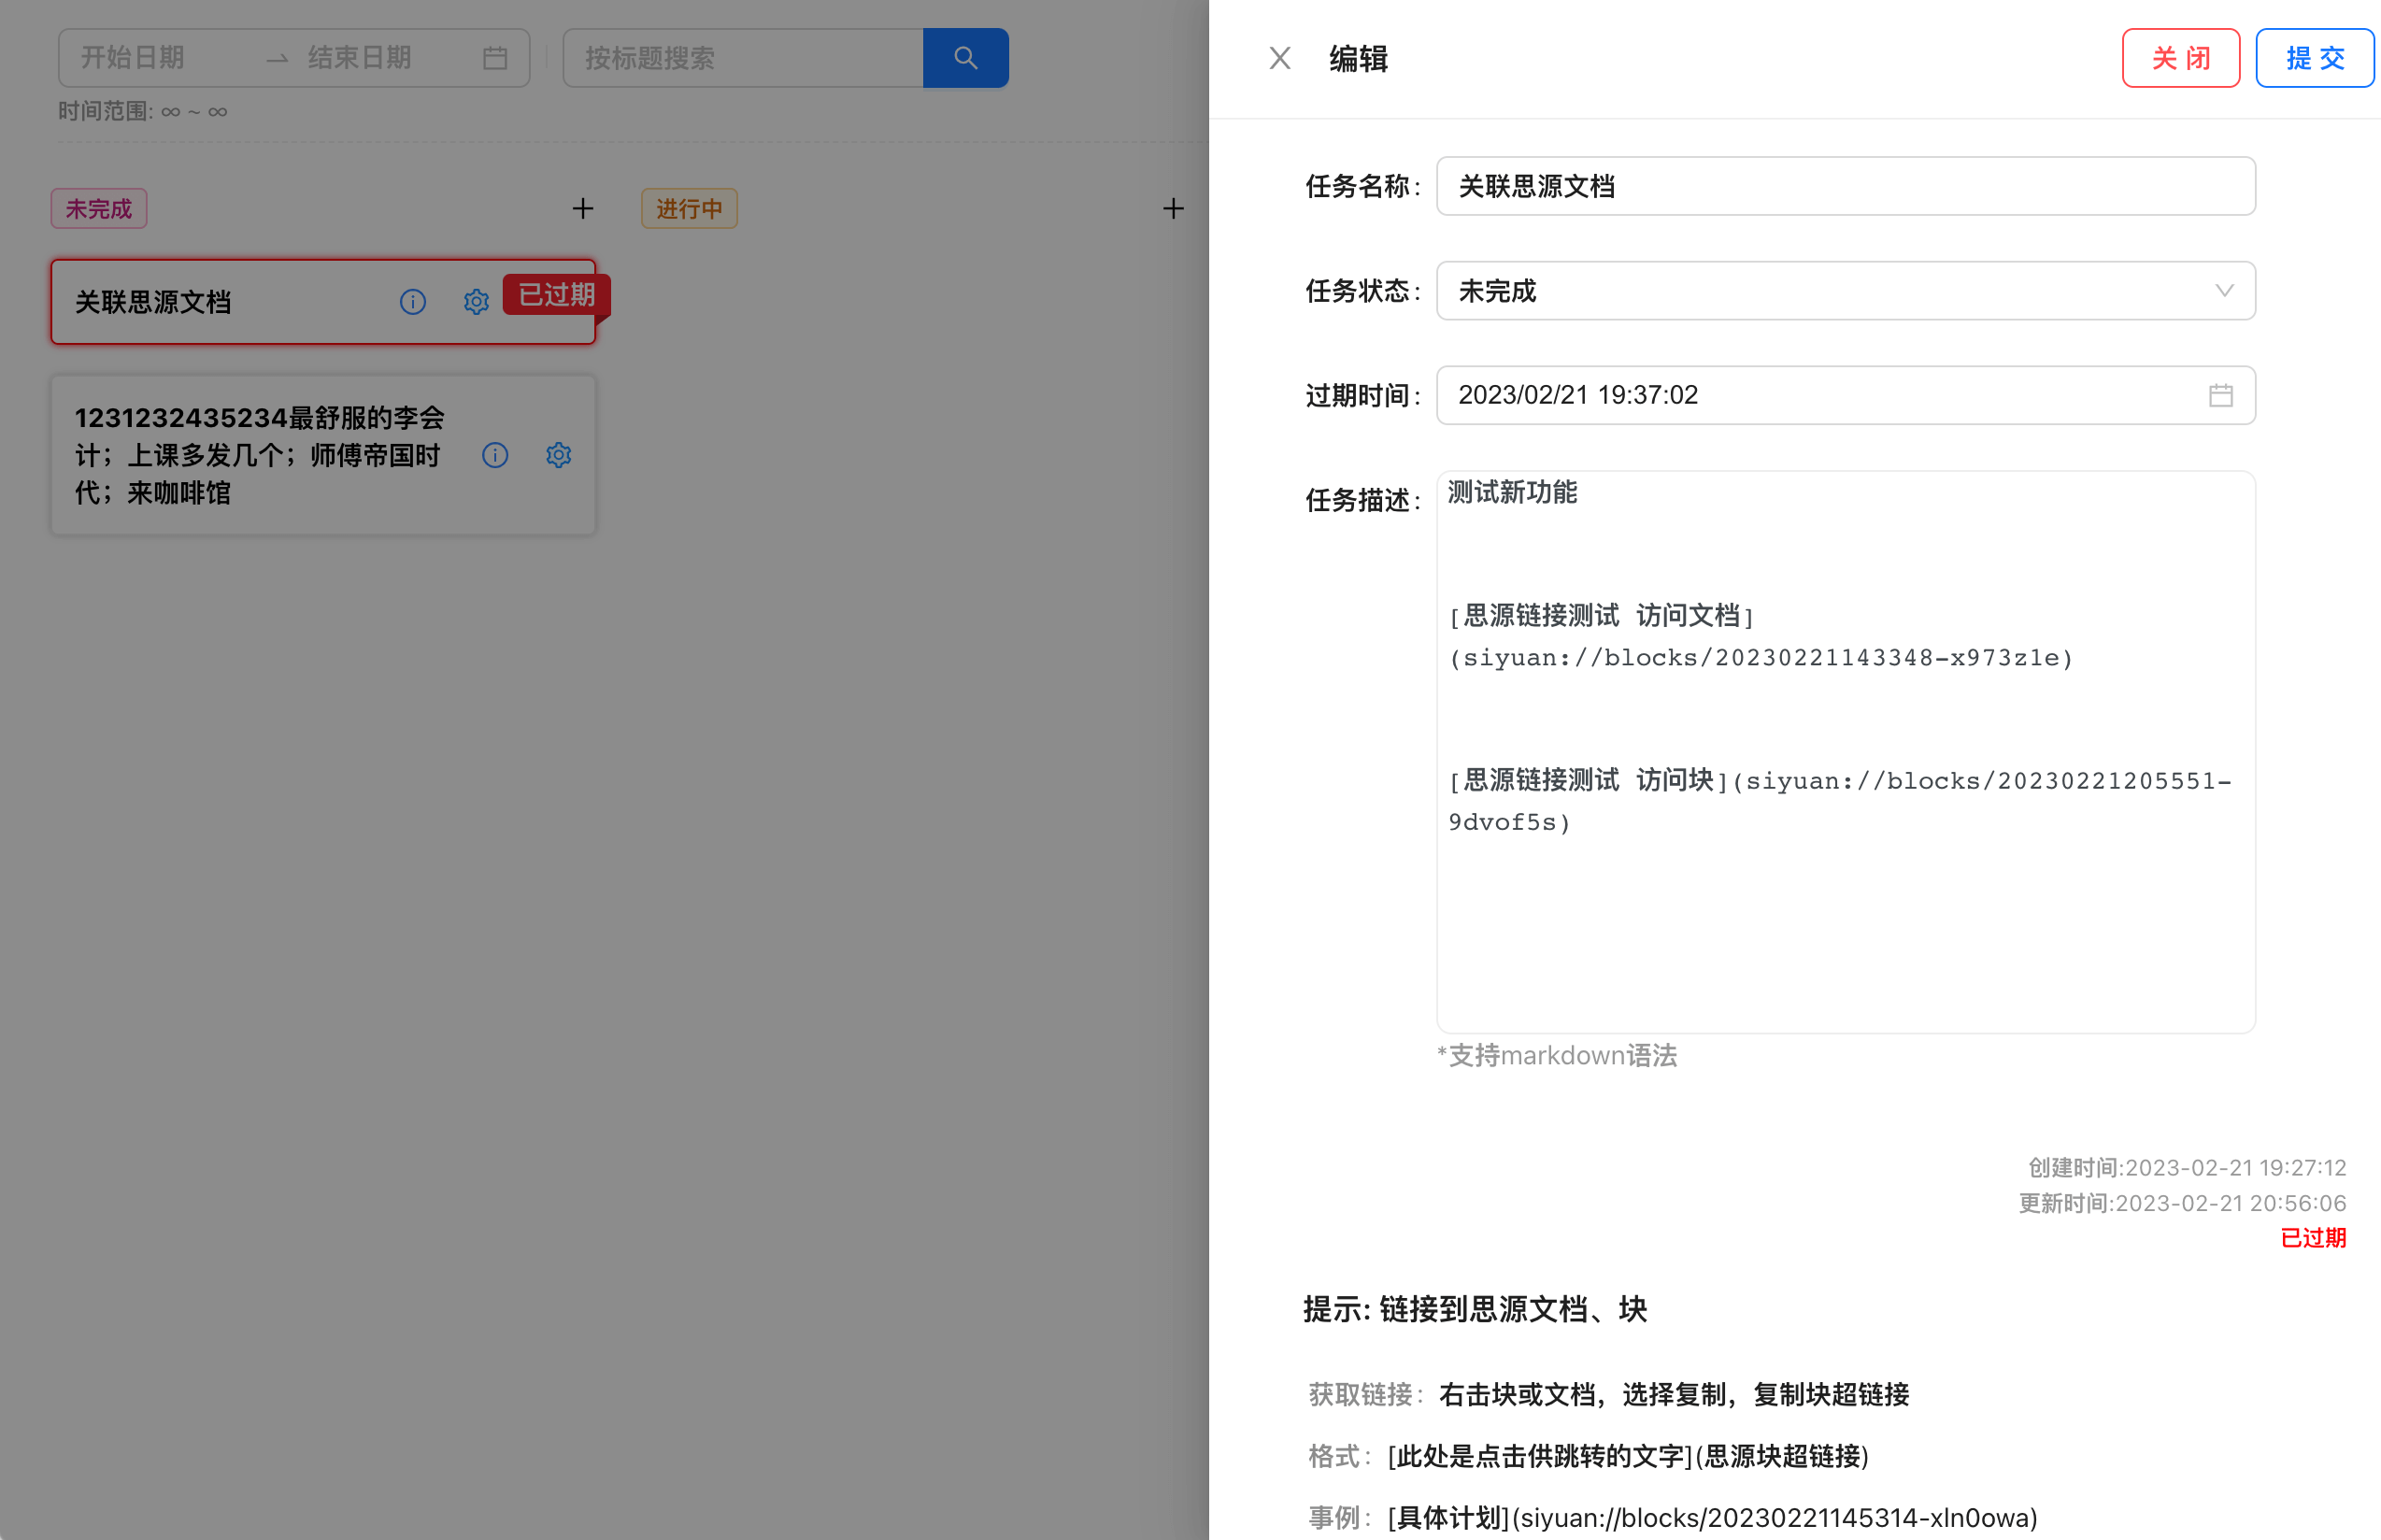 开始日期 → 结束日期
按标题搜索
时间范围: ∞ ~ ∞
未完成
进行中
关联思源文档
已过期
1231232435234最舒服的李会
计；上课多发几个；师傅帝国时
代；来咖啡馆
编辑
关 闭
提 交
任务名称:
关联思源文档
任务状态:
未完成
过期时间:
2023/02/21 19:37:02
任务描述:
测试新功能
[思源链接测试 访问文档]
(siyuan://blocks/20230221143348-x973z1e)
[思源链接测试 访问块](siyuan://blocks/20230221205551-
9dvof5s)
*支持markdown语法
创建时间:2023-02-21 19:27:12
更新时间:2023-02-21 20:56:06
已过期
提示: 链接到思源文档、块
获取链接: 右击块或文档，选择复制，复制块超链接
格式: [此处是点击供跳转的文字](思源块超链接)
事例: [具体计划](siyuan://blocks/20230221145314-xln0owa)